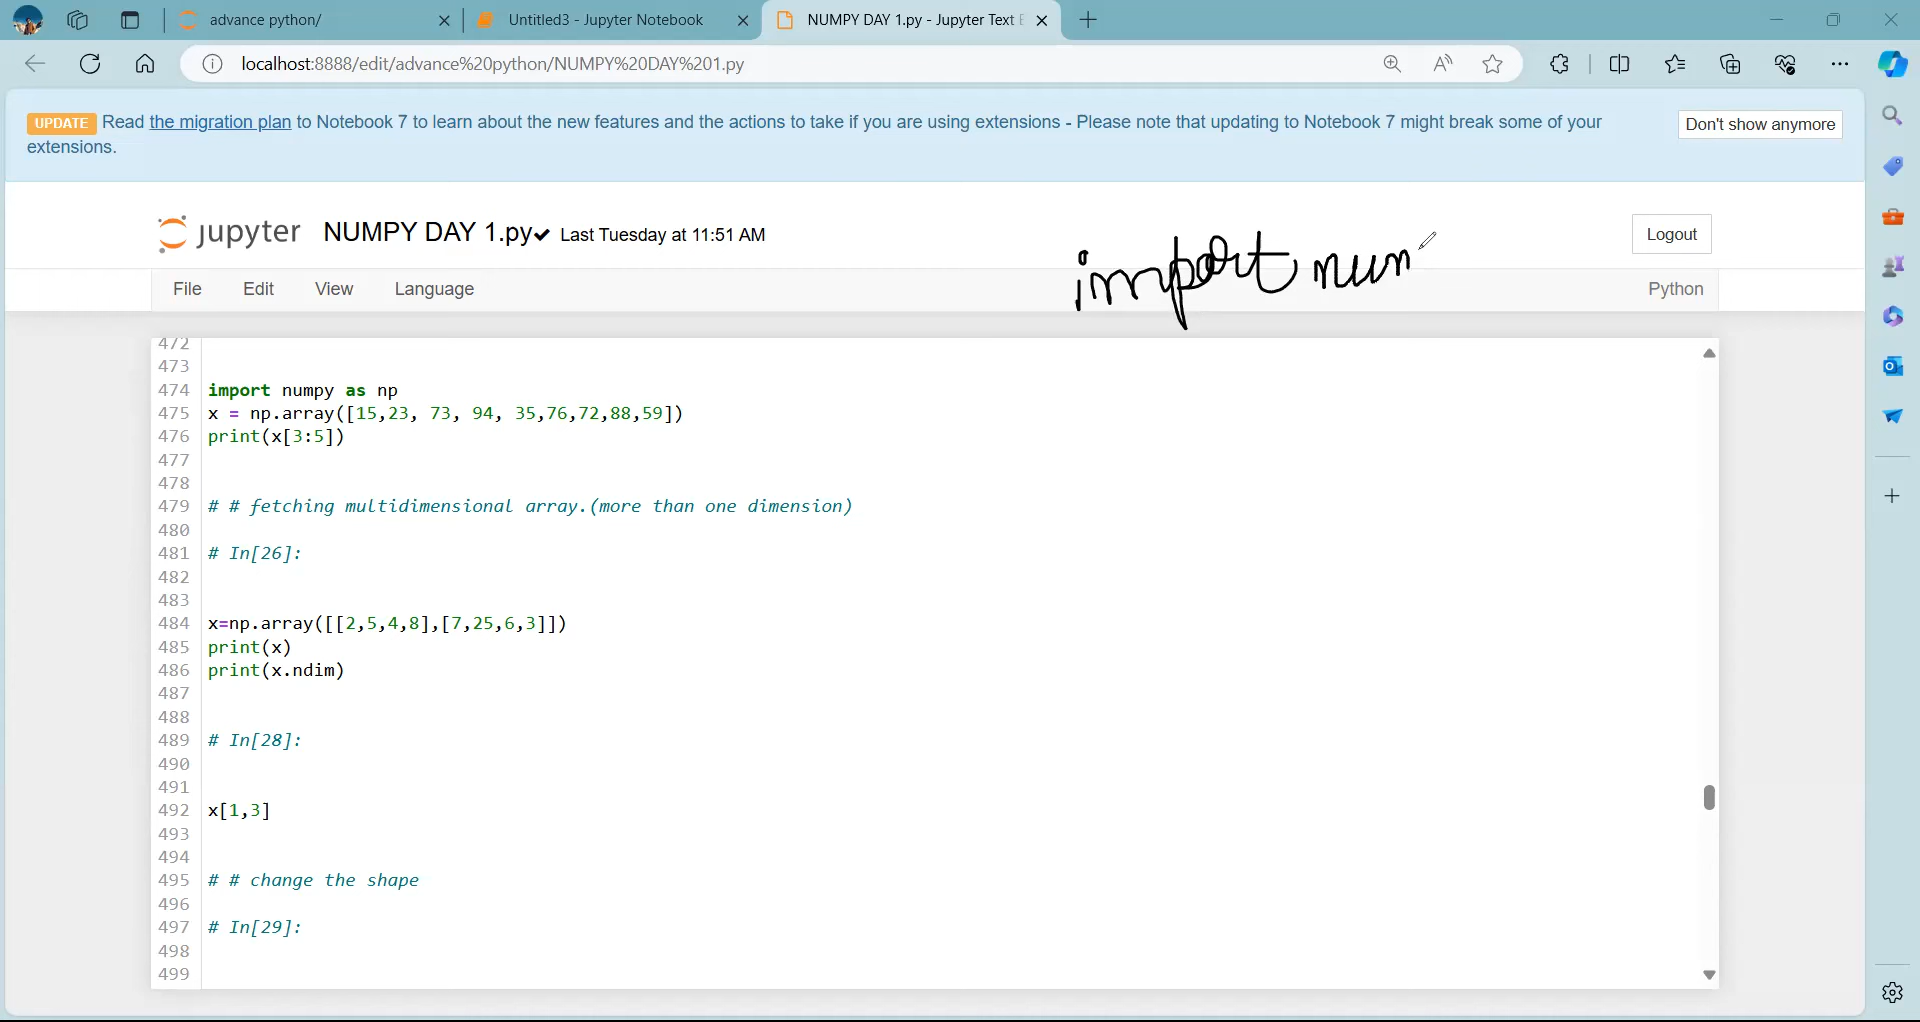 advance python/
Untitled3 - Jupyter Notebook
NUMPY DAY 1.py - Jupyter Text E
localhost:8888/edit/advance%20python/NUMPY%20DAY%201.py
UPDATE Read the migration plan to Notebook 7 to learn about the new features and the actions to take if you are using extensions - Please note that updating to Notebook 7 might break some of your
extensions.
Don't show anymore
jupyter NUMPY DAY 1.py Last Tuesday at 11:51 AM
Logout
import num
File Edit View Language
Python
472
473
474 import numpy as np
475 x = np.array([15,23, 73, 94, 35,76,72,88,59])
476 print(x[3:5])
477
478
479 # # fetching multidimensional array.(more than one dimension)
480
481 # In[26]:
482
483
484 x=np.array([[2,5,4,8],[7,25,6,3]])
485 print(x)
486 print(x.ndim)
487
488
489 # In[28]:
490
491
492 x[1,3]
493
494
495 # # change the shape
496
497 # In[29]:
498
499